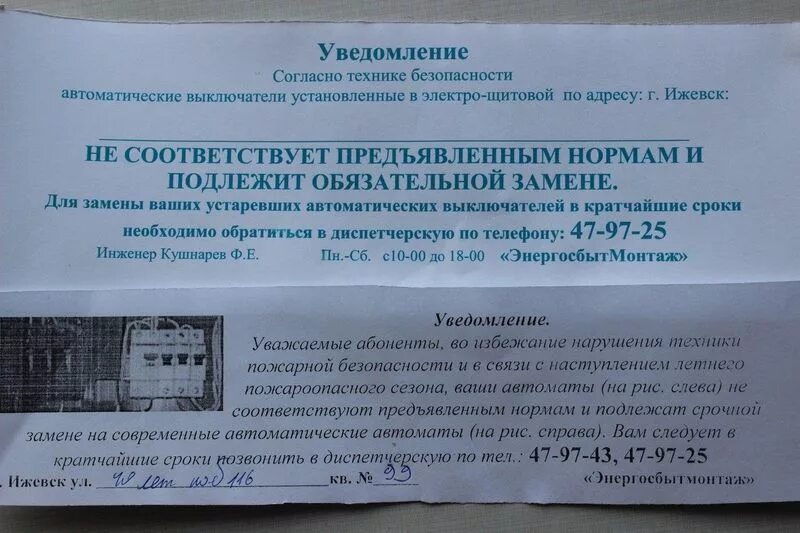 Уведомление
Согласно технике безопасности
автоматические выключатели установленные в электро-щитовой по адресу: г. Ижевск:
НЕ СООТВЕТСТВУЕТ ПРЕДЪЯВЛЕННЫМ НОРМАМ И
ПОДЛЕЖИТ ОБЯЗАТЕЛЬНОЙ ЗАМЕНЕ.
Для замены ваших устаревших автоматических выключателей в кратчайшие сроки
необходимо обратиться в диспетчерскую по телефону: 47-97-25
Инженер Кушнарев Ф.Е. Пн.-Сб. с10-00 до 18-00 «ЭнергосбытМонтаж»
Уведомление.
Уважаемые абоненты, во избежание нарушения техники
пожарной безопасности и в связи с наступлением летнего
пожароопасного сезона, ваши автоматы (на рис. слева) не
соответствуют предъявленным нормам и подлежат срочной
замене на современные автоматические автоматы (на рис. справа). Вам следует в
кратчайшие сроки позвонить в диспетчерскую по тел.: 47-97-43, 47-97-25
. Ижевск ул. лет поб 116 кв. № 99 «Энергосбытмонтаж»